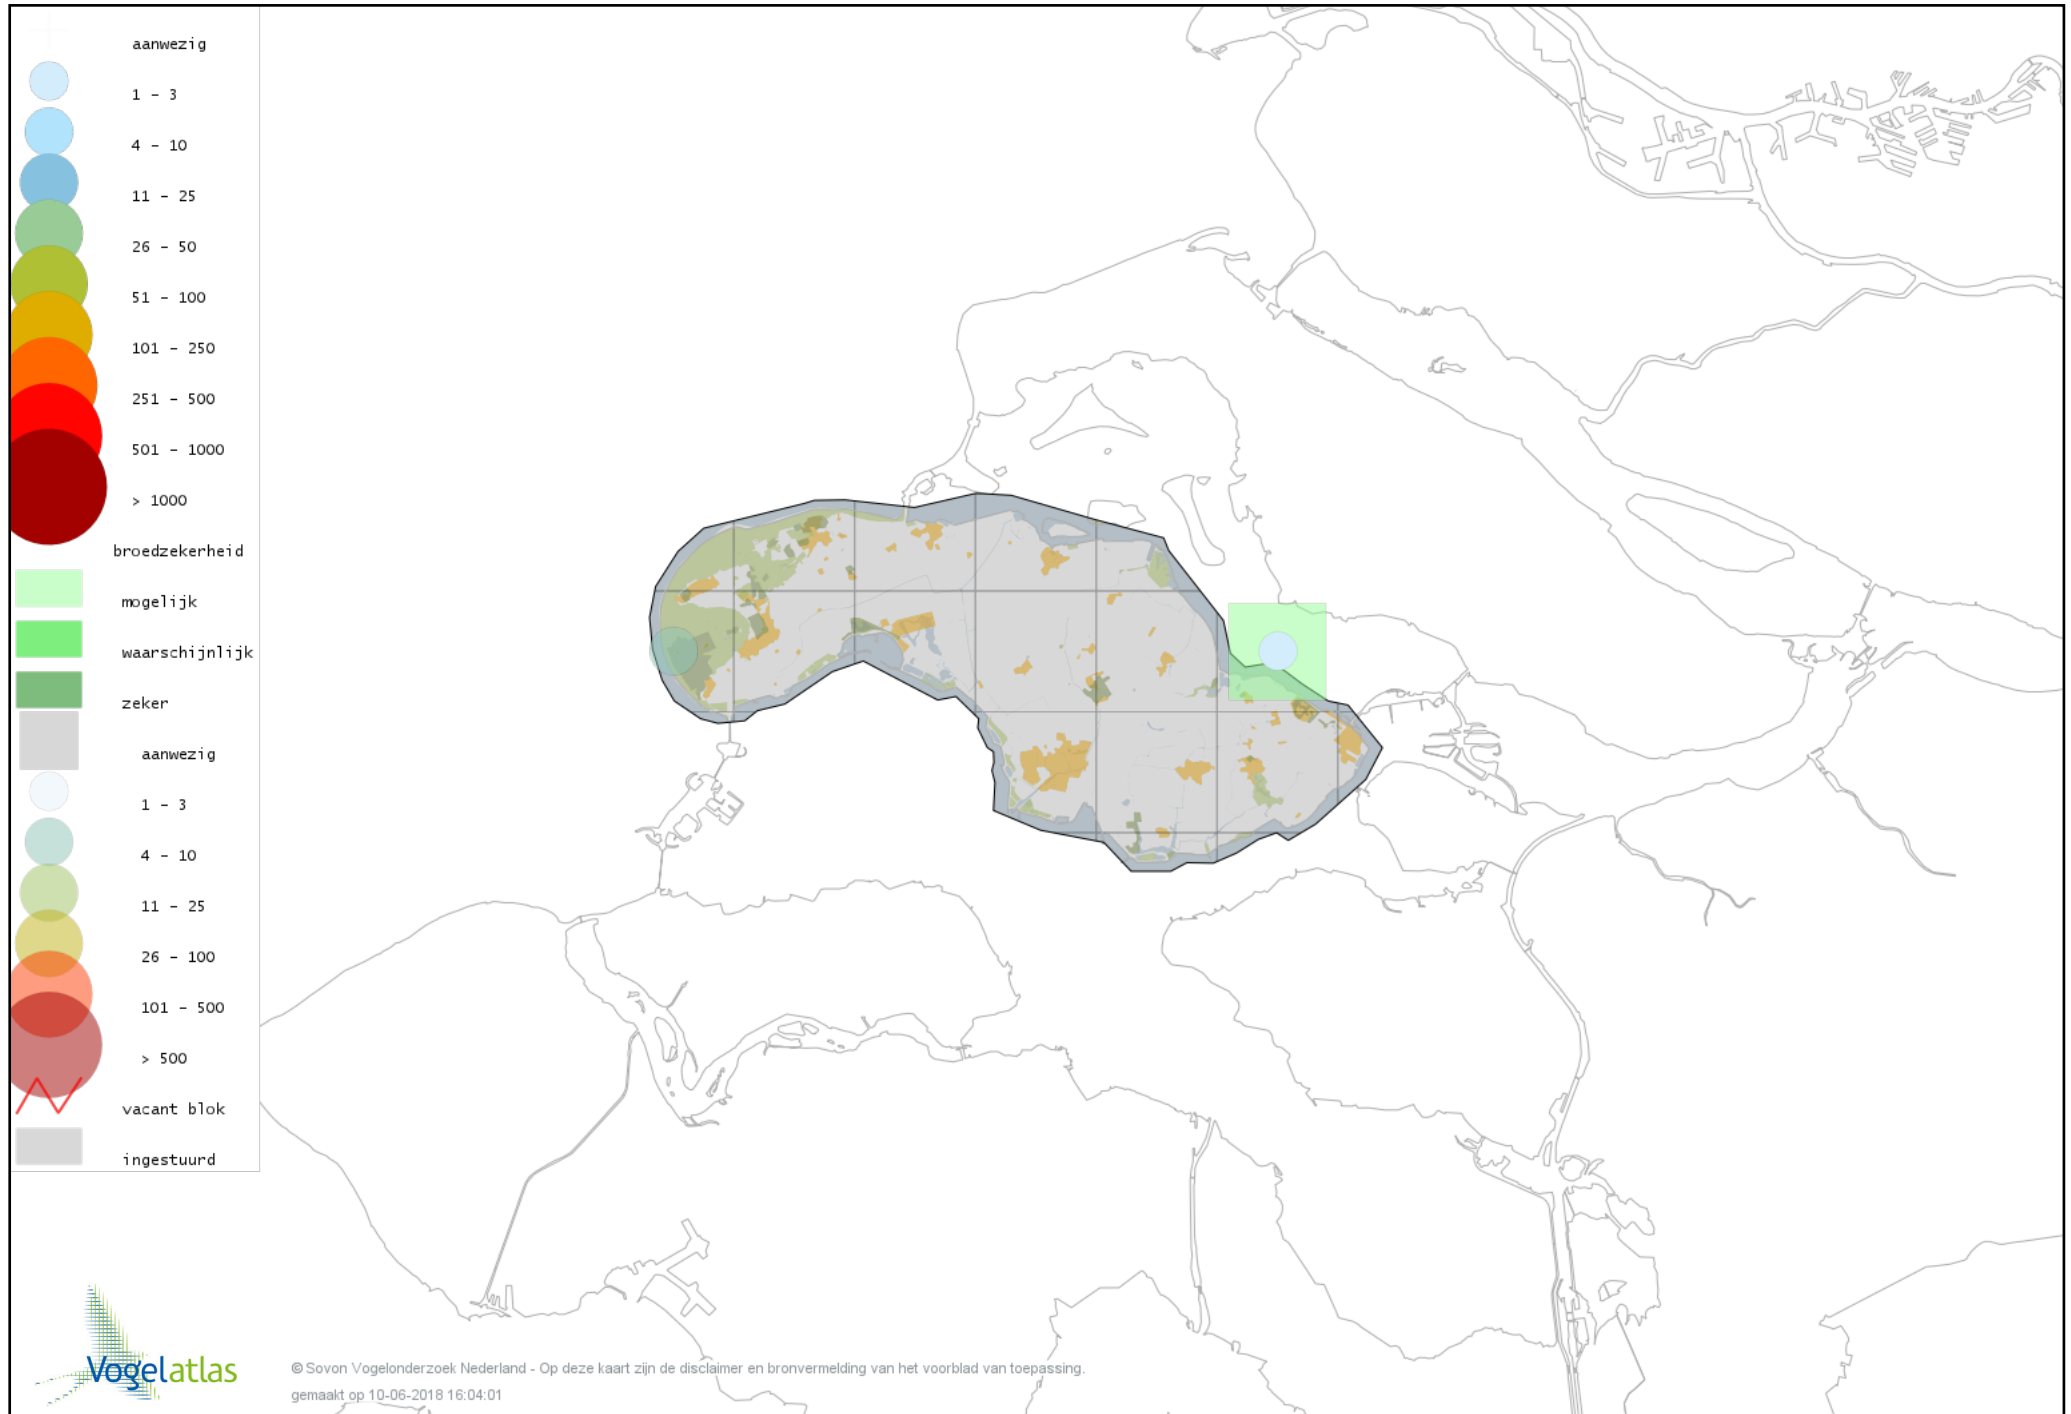 aanwezig
1 - 3
4 - 10
11 - 25
26 - 50
51 - 100
101 - 250
251 - 500
501 - 1000
> 1000
broedzekerheid
mogelijk
waarschijnlijk
zeker
aanwezig
1 - 3
4 - 10
11 - 25
26 - 100
101 - 500
> 500
vacant blok
ingestuurd
Vogelatlas
© Sovon Vogelonderzoek Nederland - Op deze kaart zijn de disclaimer en bronvermelding van het voorblad van toepassing.
gemaakt op 10-06-2018 16:04:01